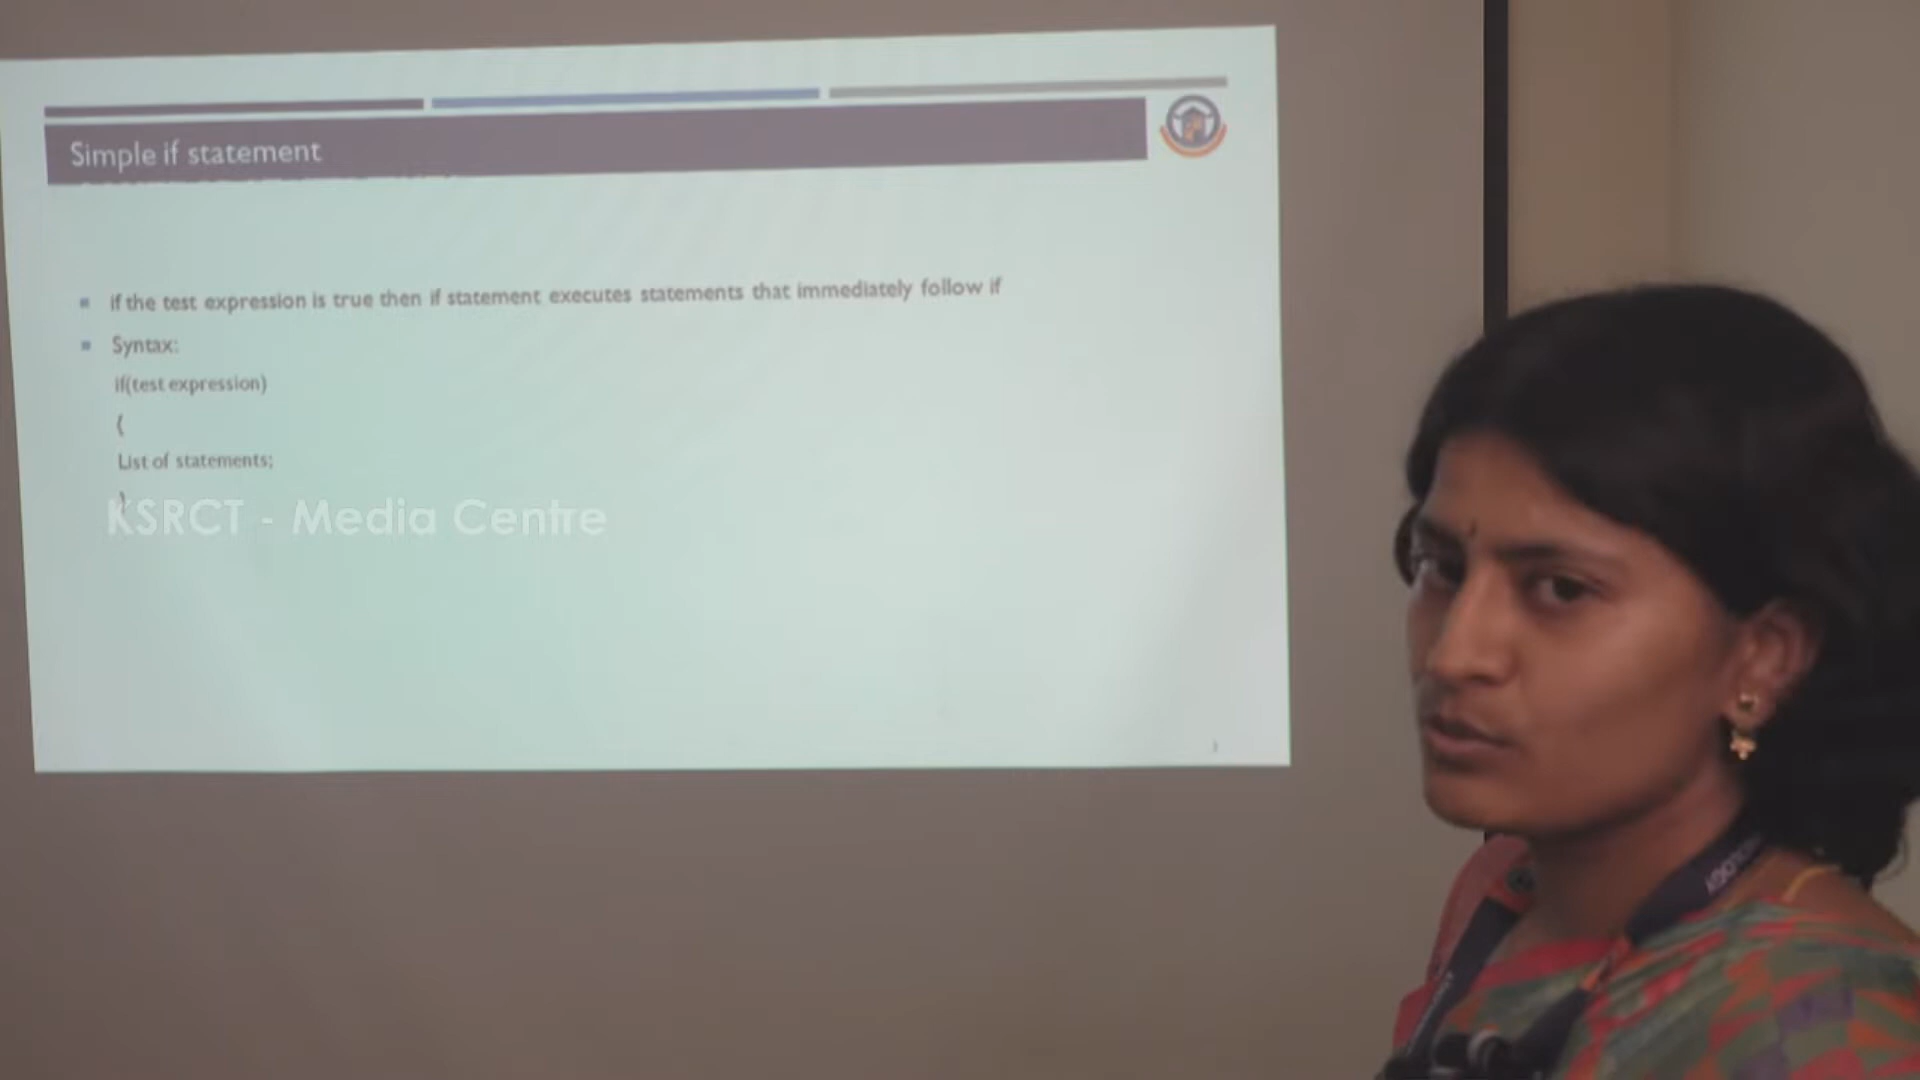 Simple if statement
if the test expression is true then if statement executes statements that immediately follow if
Syntax:
if(test expression)
{
List of statements;
}
KSRCT - Media Centre